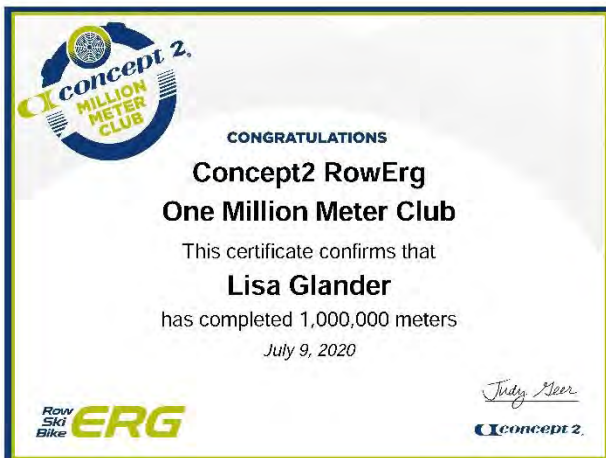 concept 2.
MILLION
METER
CLUB
CONGRATULATIONS
Concept2 RowErg
One Million Meter Club
This certificate confirms that
Lisa Glander
has completed 1,000,000 meters
July 9, 2020
Row
Ski
Bike
ERG
Judy Geer
concept 2.